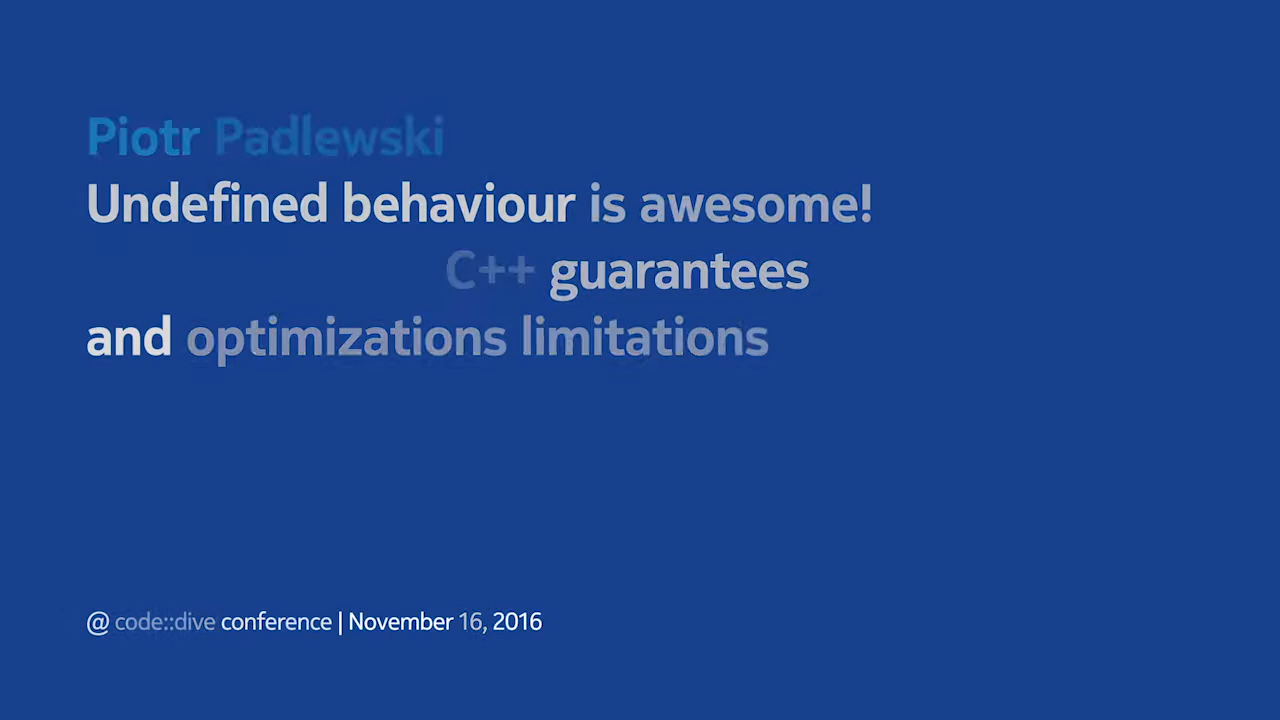 Piotr Padlewski
Undefined behaviour is awesome!
C++ guarantees
and optimizations limitations
@ code::dive conference | November 16, 2016